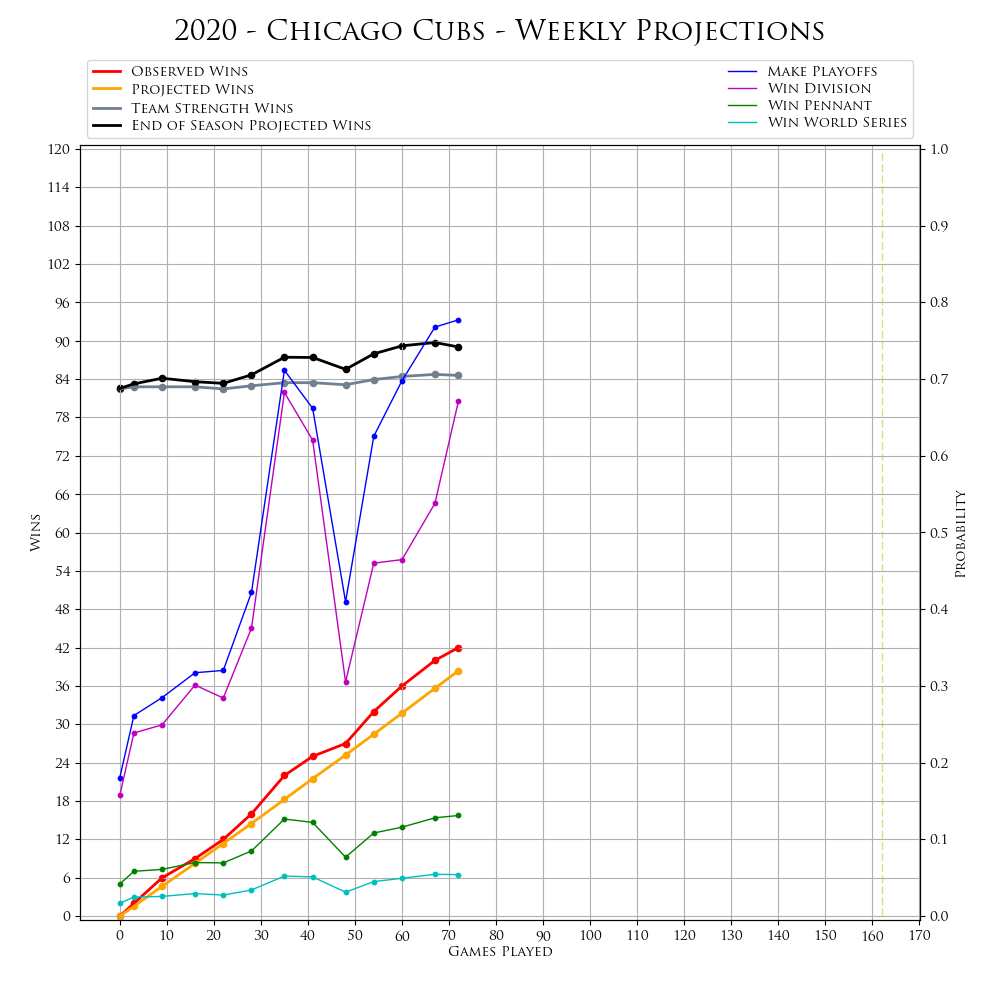 2020 - Chicago Cubs - Weekly Projections
Observed Wins
Projected Wins
Team Strength Wins
End of Season Projected Wins
Make Playoffs
Win Division
Win Pennant
Win World Series
120
114
108
102
96
90
84
78
72
66
60
54
48
42
36
30
24
18
12
6
0
Wins
1.0
0.9
0.8
0.7
0.6
0.5
0.4
0.3
0.2
0.1
0.0
Probability
0 10 20 30 40 50 60 70 80 90 100 110 120 130 140 150 160 170
Games Played